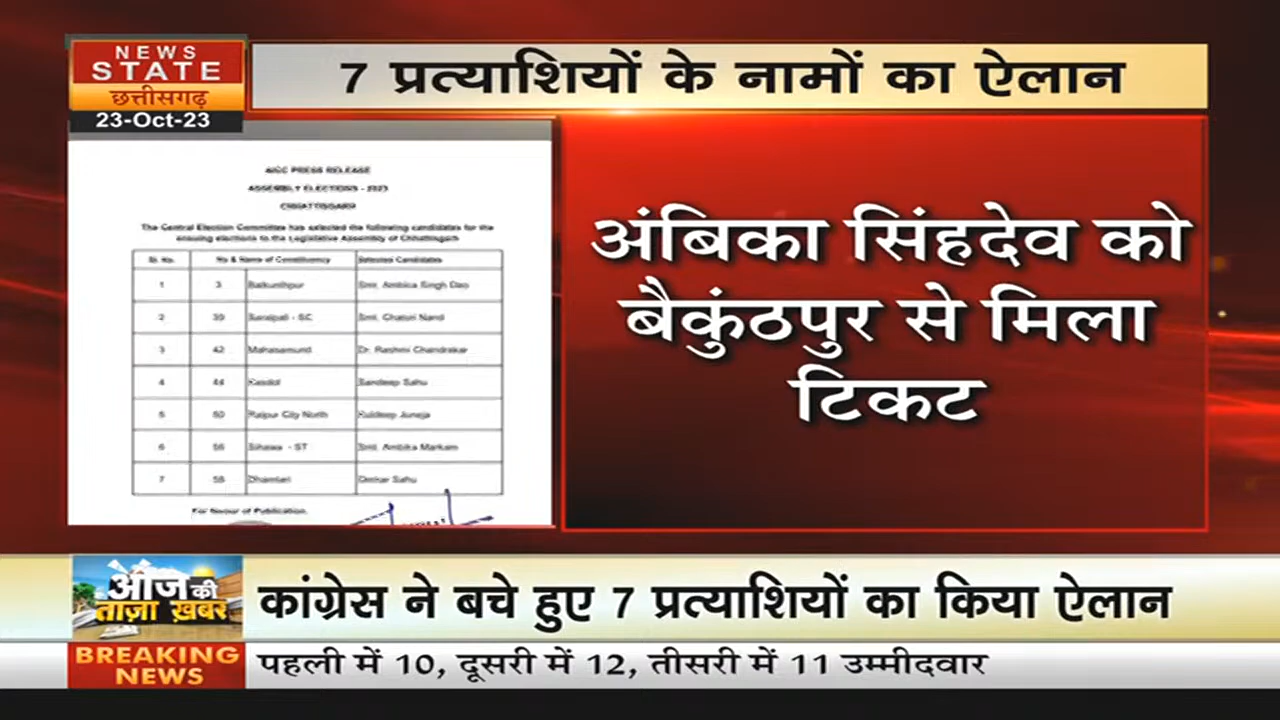 NEWS
STATE
छत्तीसगढ़
23-Oct-23
7 प्रत्याशियों के नामों का ऐलान
AICC PRESS RELEASE
ASSEMBLY ELECTIONS - 2023
CHHATTISGARH
The Central Election Committee has selected the following candidates for the
ensuing elections to the Legislative Assembly of Chhattisgarh
Sl. No. No & Name of Constituency Selected Candidates
1 3 Baikunthpur Smt. Ambica Singh Deo
2 39 Saraipali - SC Smt. Chaturi Nand
3 42 Mahasamund Dr. Rashmi Chandrakar
4 44 Kasdol Sandeep Sahu
5 50 Raipur City North Kuldeep Juneja
6 56 Sihawa - ST Smt. Ambika Markam
7 58 Dhamtari Omkar Sahu
For favour of Publication.
अंबिका सिंहदेव को
बैकुंठपुर से मिला
टिकट
आज की
ताज़ा ख़बर
कांग्रेस ने बचे हुए 7 प्रत्याशियों का किया ऐलान
BREAKING
NEWS
पहली में 10, दूसरी में 12, तीसरी में 11 उम्मीदवार